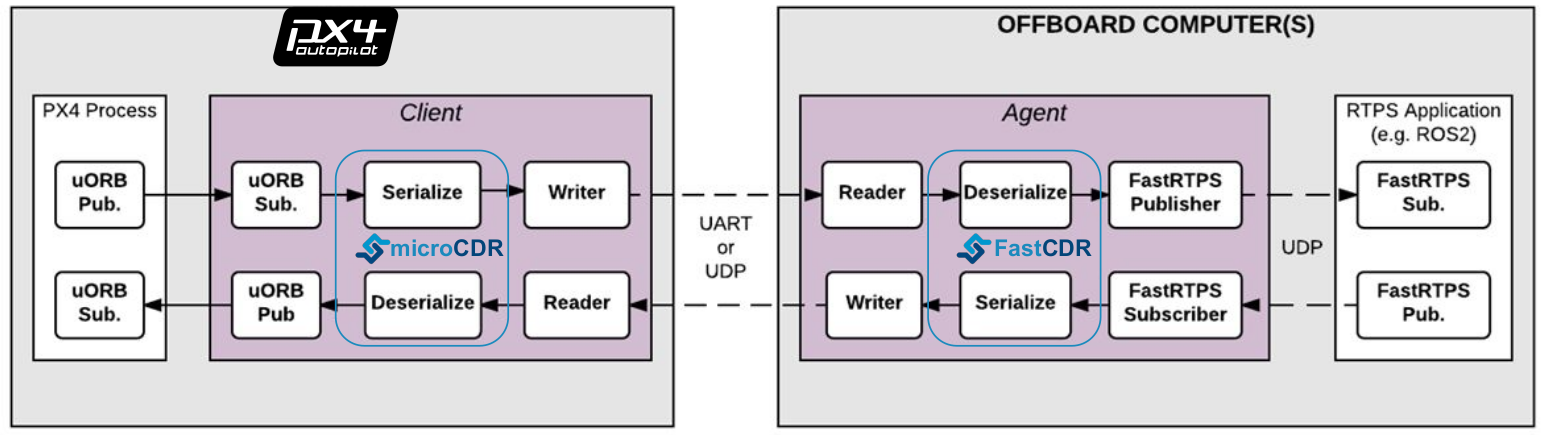 PX4
autopilot
OFFBOARD COMPUTER(S)
PX4 Process
Client
Agent
RTPS Application
(e.g. ROS2)
uORB
Pub.
uORB
Sub.
Serialize
Writer
Reader
Deserialize
FastRTPS
Publisher
FastRTPS
Sub.
microCDR
UART
or
UDP
FastCDR
UDP
uORB
Sub.
uORB
Pub
Deserialize
Reader
Writer
Serialize
FastRTPS
Subscriber
FastRTPS
Pub.